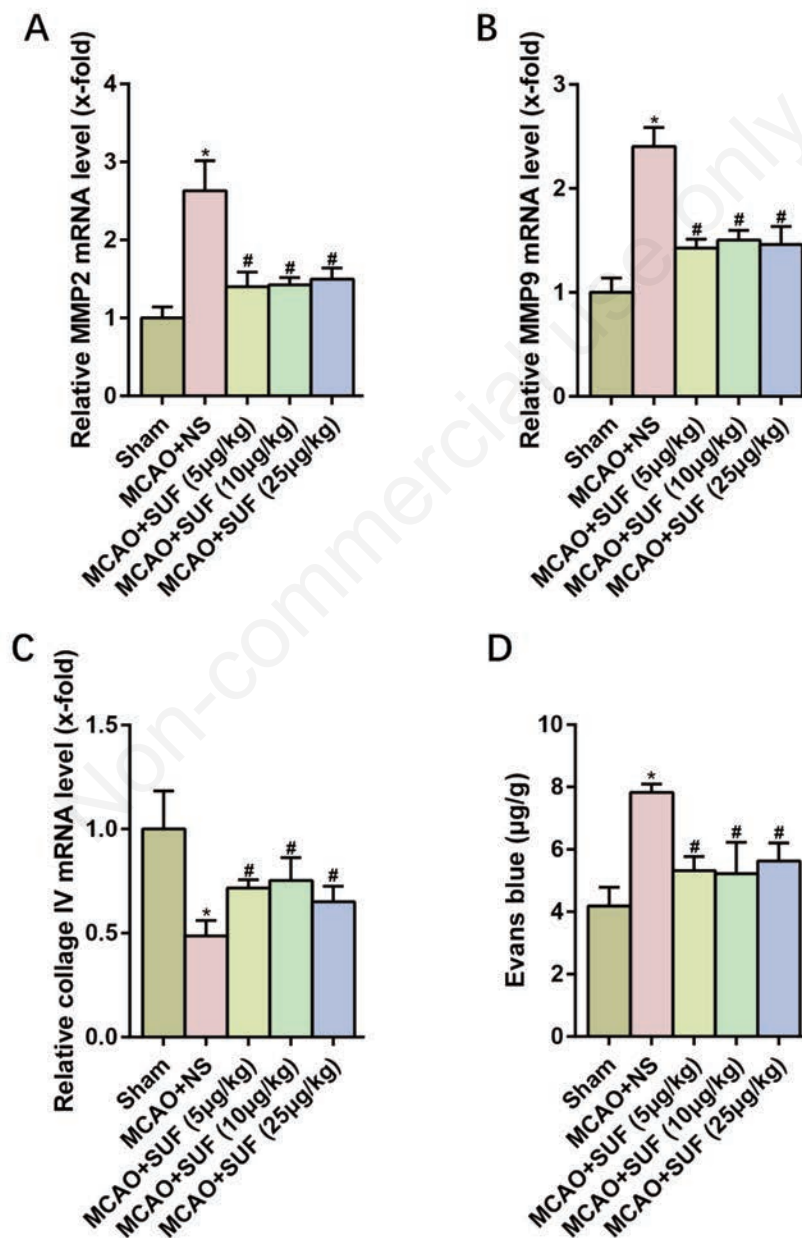 A
Relative MMP2 mRNA level (x-fold)
4
3
2
1
0
*
#
#
#
Sham
MCAO+NS
MCAO+SUF (5µg/kg)
MCAO+SUF (10µg/kg)
MCAO+SUF (25µg/kg)
B
Relative MMP9 mRNA level (x-fold)
3
2
1
0
*
#
#
#
Sham
MCAO+NS
MCAO+SUF (5µg/kg)
MCAO+SUF (10µg/kg)
MCAO+SUF (25µg/kg)
C
Relative collage IV mRNA level (x-fold)
1.5
1.0
0.5
0.0
*
#
#
#
Sham
MCAO+NS
MCAO+SUF (5µg/kg)
MCAO+SUF (10µg/kg)
MCAO+SUF (25µg/kg)
D
Evans blue (µg/g)
10
8
6
4
2
0
*
#
#
#
Sham
MCAO+NS
MCAO+SUF (5µg/kg)
MCAO+SUF (10µg/kg)
MCAO+SUF (25µg/kg)
Non-commercial use only